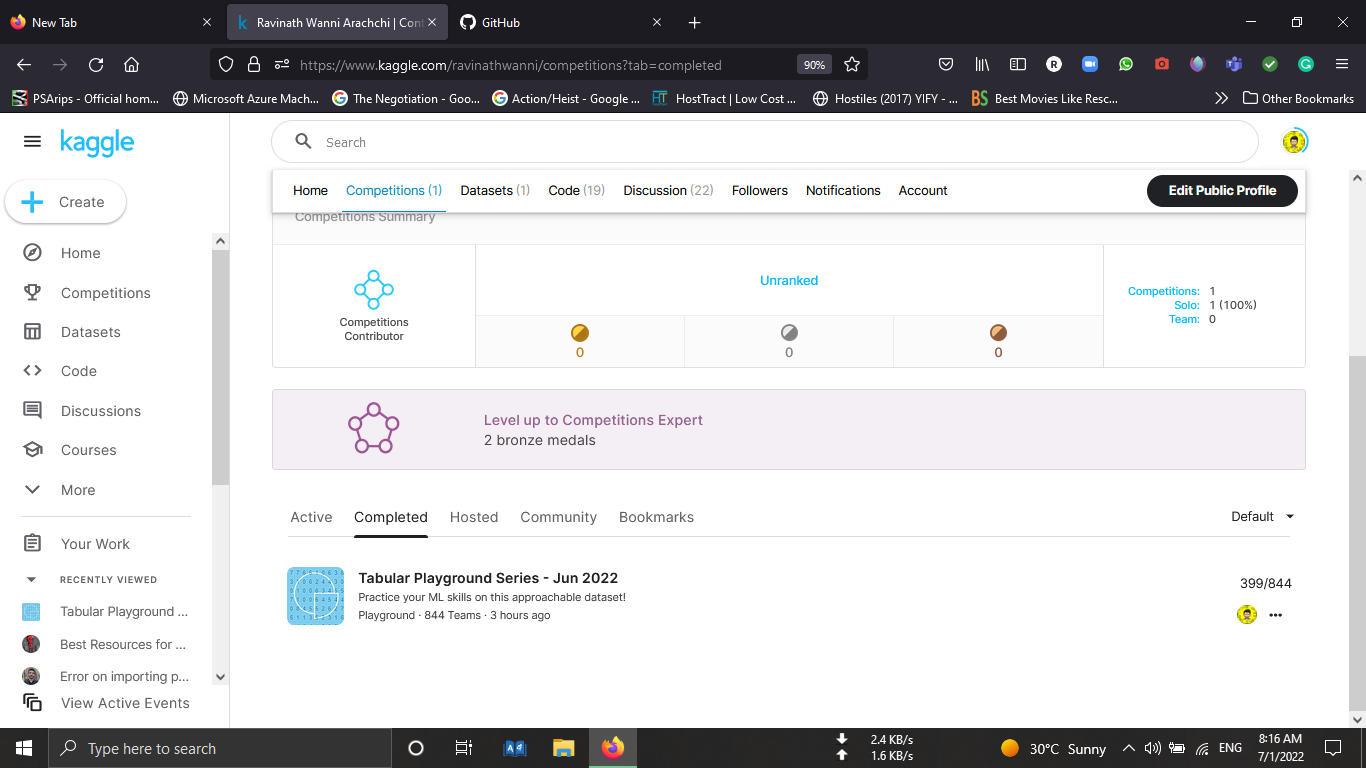 New Tab
Ravinath Wanni Arachchi | Cont
GitHub
https://www.kaggle.com/ravinathwanni/competitions?tab=completed
90%
PSArips - Official hom...
Microsoft Azure Mach...
The Negotiation - Goo...
Action/Heist - Google ...
HostTract | Low Cost ...
Hostiles (2017) YIFY - ...
Best Movies Like Resc...
Other Bookmarks
kaggle
Search
Create
Home
Competitions
Datasets
Code
Discussions
Courses
More
Your Work
RECENTLY VIEWED
Tabular Playground ...
Best Resources for ...
Error on importing p...
View Active Events
Home
Competitions (1)
Datasets (1)
Code (19)
Discussion (22)
Followers
Notifications
Account
Edit Public Profile
Competitions Summary
Competitions
Contributor
Unranked
0
0
0
Competitions: 1
Solo: 1 (100%)
Team: 0
Level up to Competitions Expert
2 bronze medals
Active
Completed
Hosted
Community
Bookmarks
Default
Tabular Playground Series - Jun 2022
Practice your ML skills on this approachable dataset!
Playground · 844 Teams · 3 hours ago
399/844
Type here to search
2.4 KB/s
1.6 KB/s
30°C Sunny
ENG
8:16 AM
7/1/2022